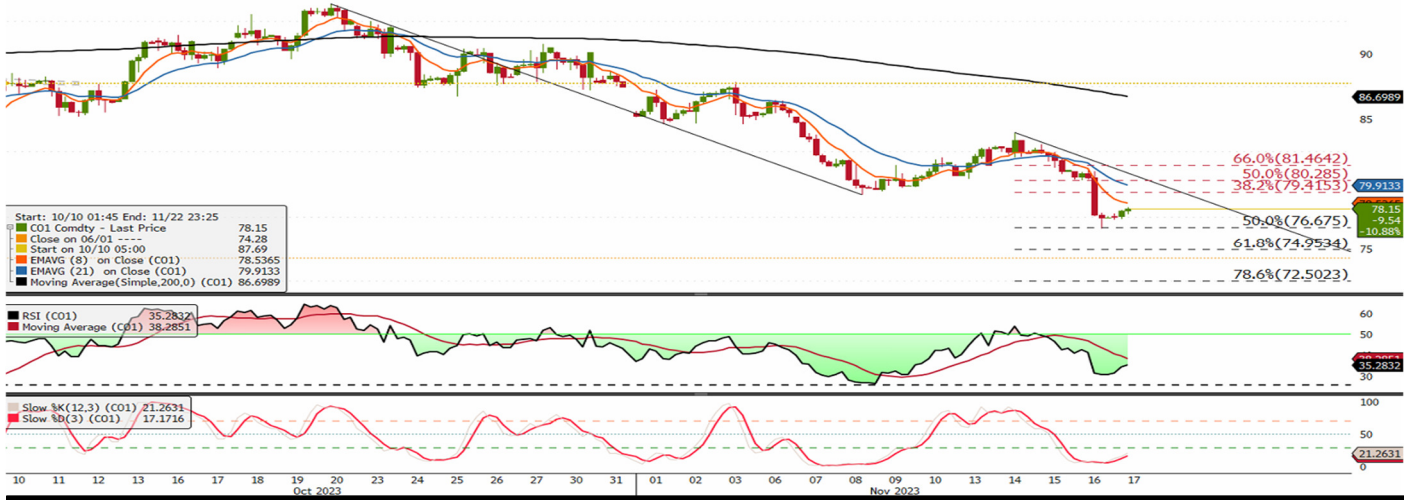 90
86.6989
85
66.0%(81.4642)
50.0%(80.285)
38.2%(79.4153)
79.9133
78.15
-9.54
-10.88%
50.0%(76.675)
61.8%(74.9534)
75
78.6%(72.5023)
Start: 10/10 01:45 End: 11/22 23:25
CO1 Comdty - Last Price 78.15
Close on 06/01 ---- 74.28
Start on 10/10 05:00 87.69
EMAVG (8) on Close (CO1) 78.5365
EMAVG (21) on Close (CO1) 79.9133
Moving Average(Simple,200,0) (CO1) 86.6989
RSI (CO1) 35.2832
Moving Average (CO1) 38.2851
60
50
35.2832
30
Slow %K(12,3) (CO1) 21.2631
Slow %D(3) (CO1) 17.1716
100
50
21.2631
0
10 11 12 13 16 17 18 19 20 23 24 25 26 27 30 31 01 02 03 06 07 08 09 10 13 14 15 16 17
Oct 2023 Nov 2023